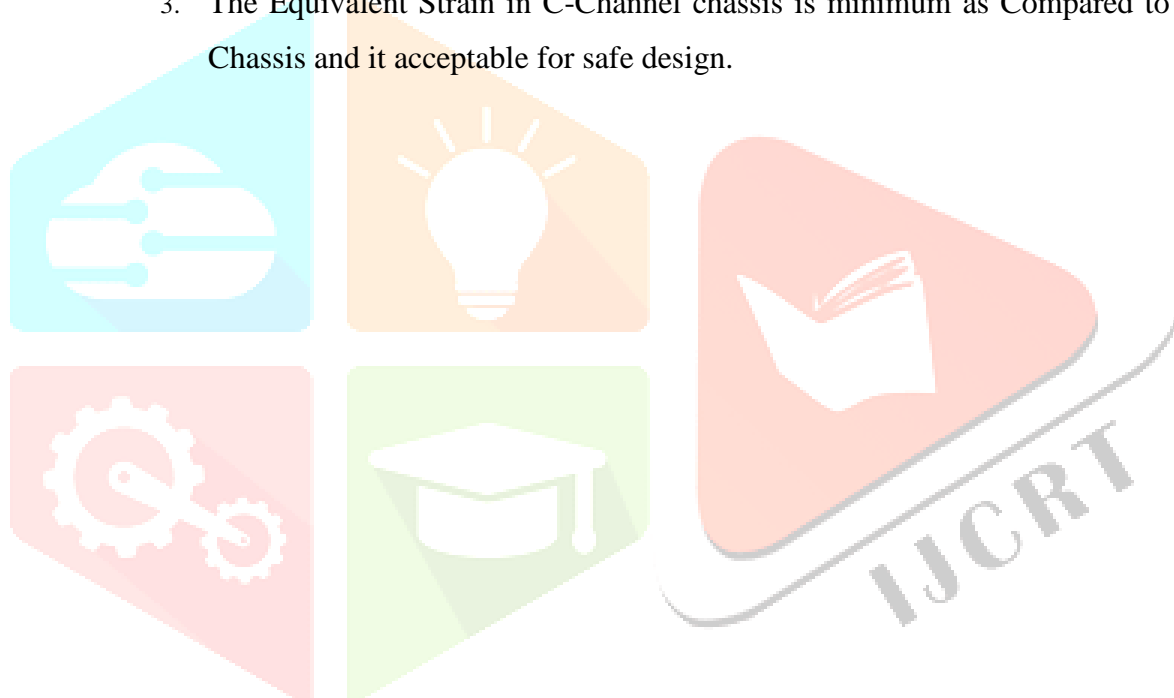 3. The Equivalent Strain in C-Channel chassis is minimum as Compared to
Chassis and it acceptable for safe design.
IJCRT